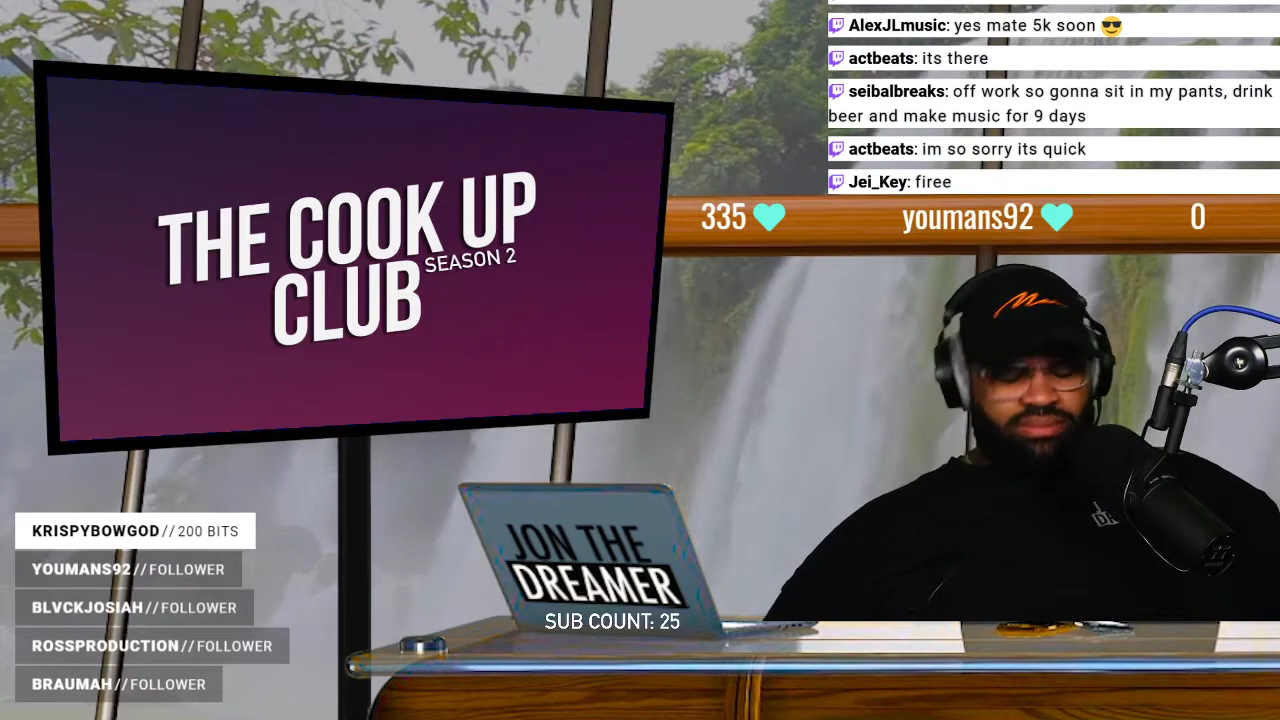 AlexJLmusic: yes mate 5k soon 😎
actbeats: its there
seibalbreaks: off work so gonna sit in my pants, drink
beer and make music for 9 days
actbeats: im so sorry its quick
Jei_Key: firee
335
youmans92
0
THE COOK UP
CLUB SEASON 2
KRISPYBOWGOD // 200 BITS
YOUMANS92 // FOLLOWER
BLVCKJOSIAH // FOLLOWER
ROSSPRODUCTION // FOLLOWER
BRAUMAH // FOLLOWER
JON THE
DREAMER
SUB COUNT: 25